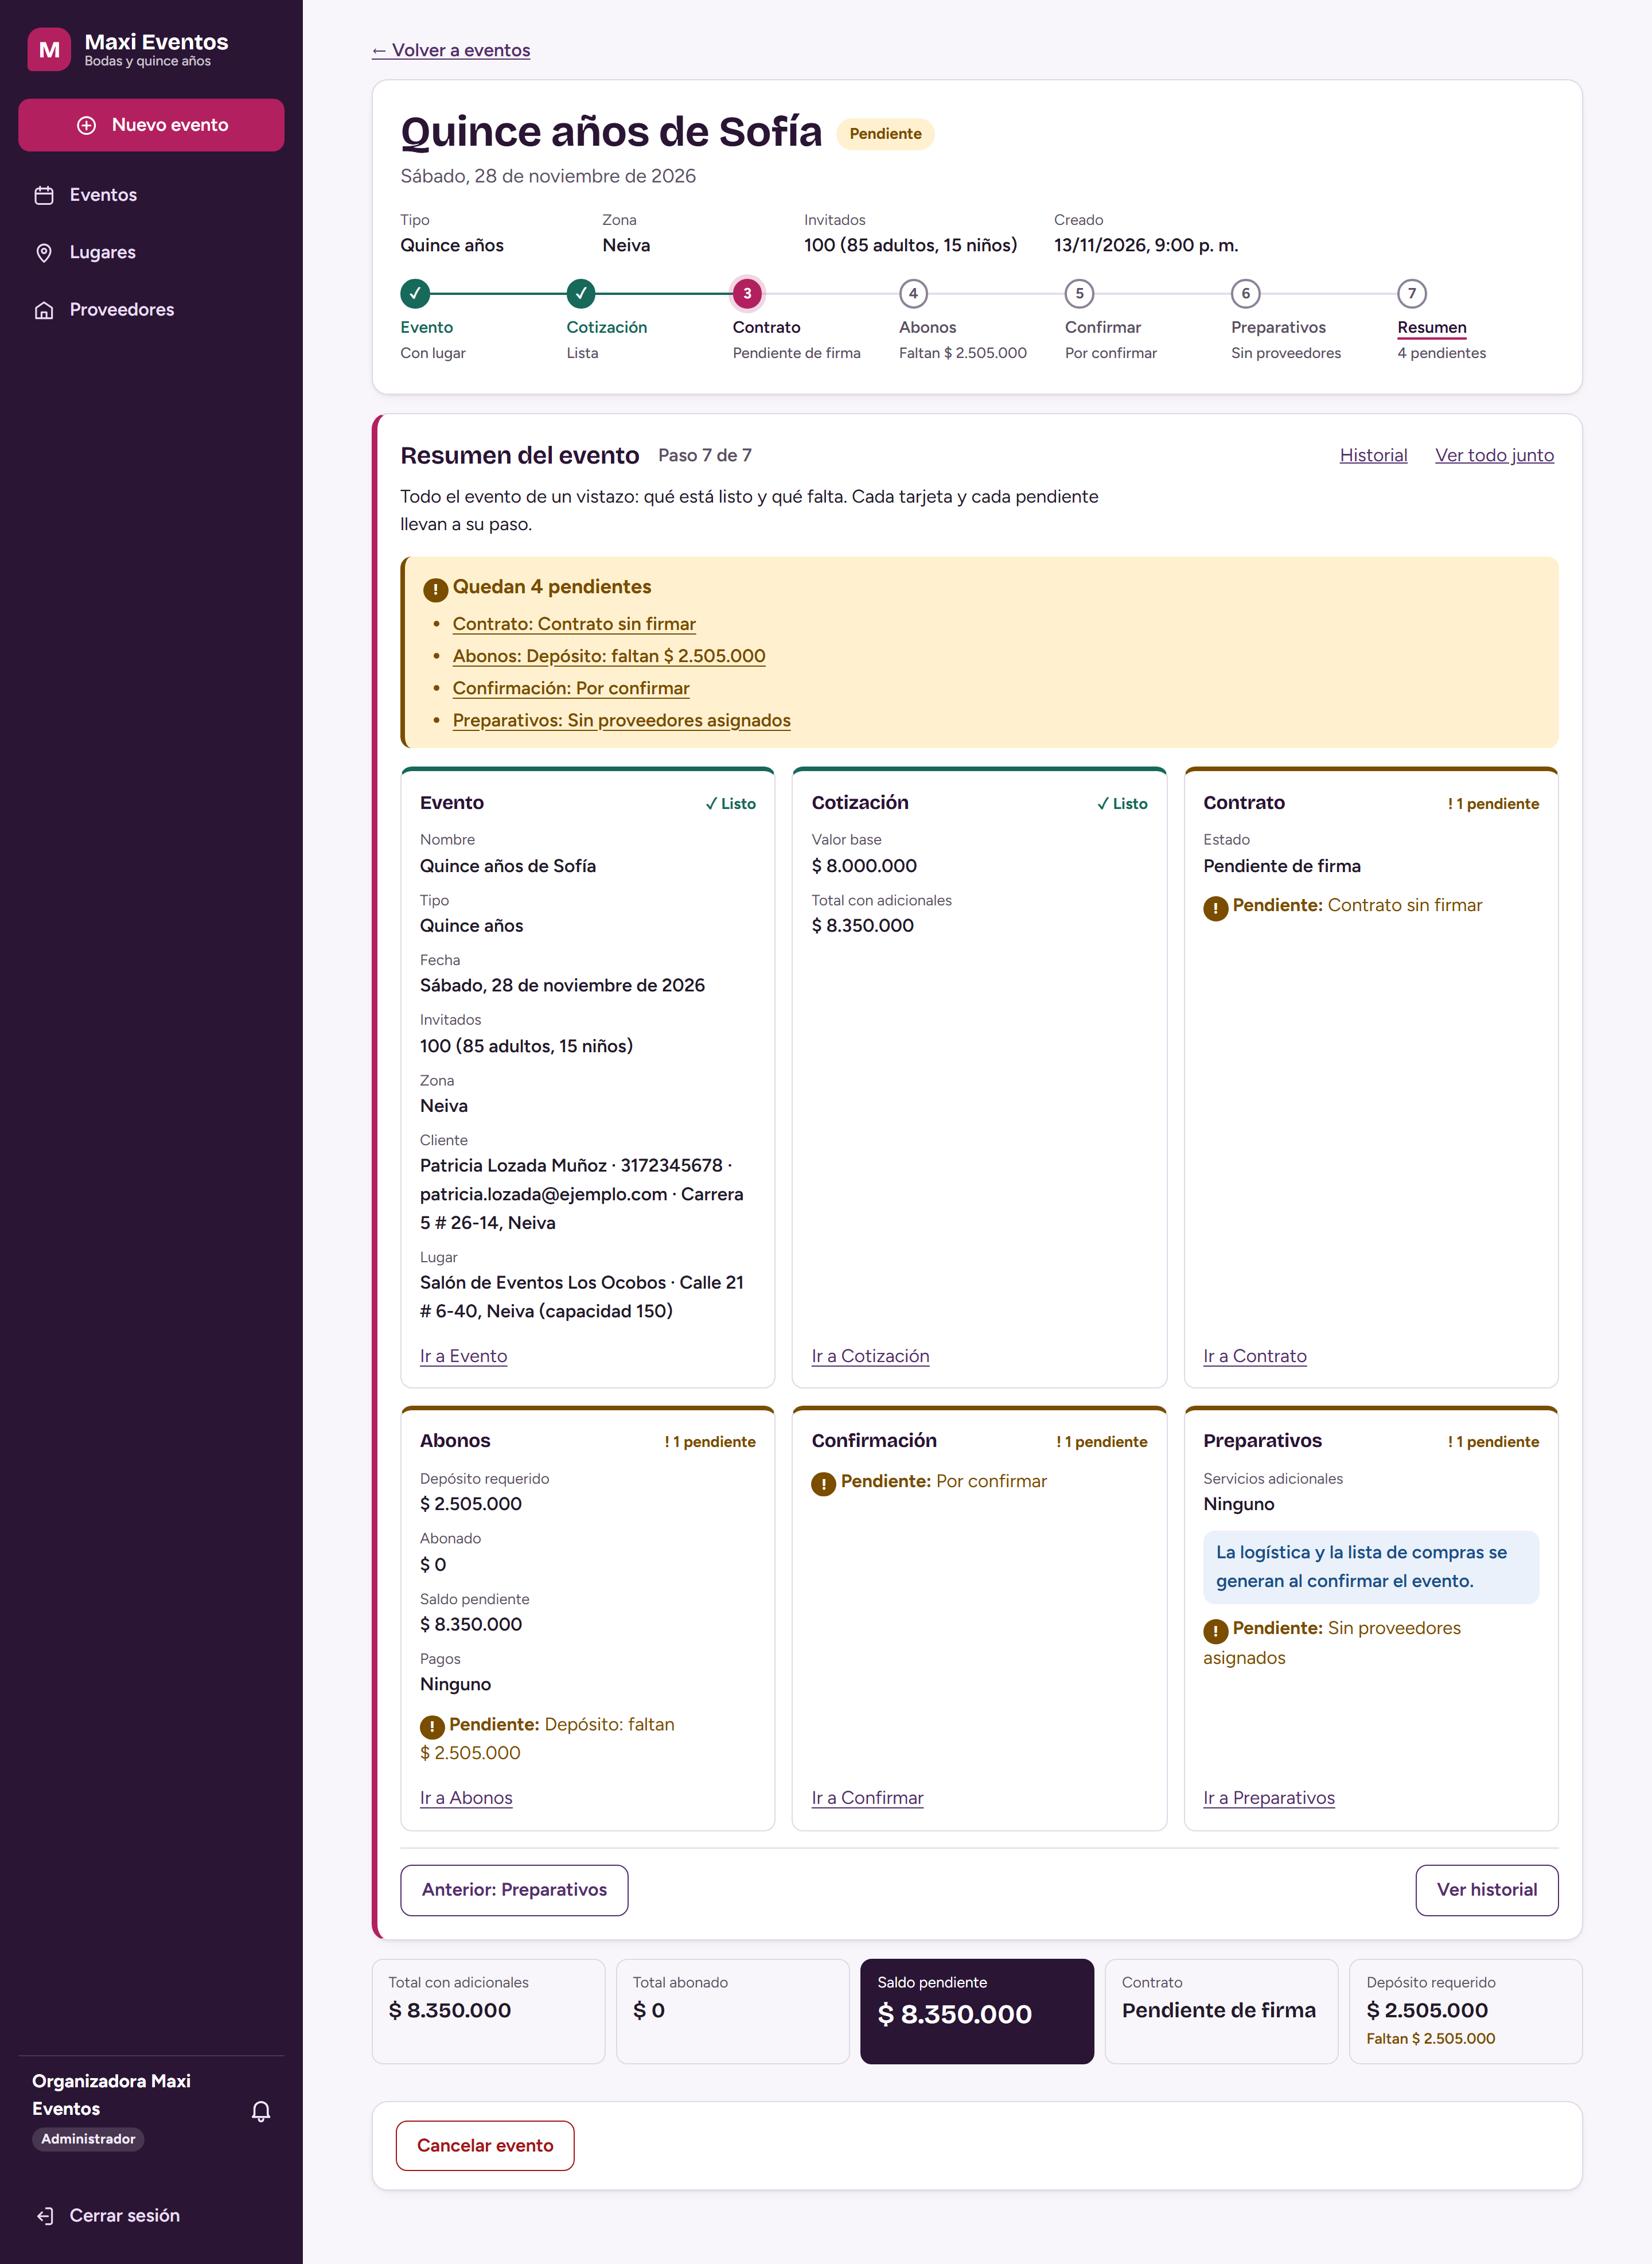 M
Maxi Eventos
Bodas y quince años
Nuevo evento
Eventos
Lugares
Proveedores
Organizadora Maxi
Eventos
Administrador
Cerrar sesión
← Volver a eventos
Quince años de Sofía Pendiente
Sábado, 28 de noviembre de 2026
Tipo Zona Invitados Creado
Quince años Neiva 100 (85 adultos, 15 niños) 13/11/2026, 9:00 p. m.
✓ ✓ 3 4 5 6 7
Evento Cotización Contrato Abonos Confirmar Preparativos Resumen
Con lugar Lista Pendiente de firma Faltan $ 2.505.000 Por confirmar Sin proveedores 4 pendientes
Resumen del evento Paso 7 de 7 Historial Ver todo junto
Todo el evento de un vistazo: qué está listo y qué falta. Cada tarjeta y cada pendiente
llevan a su paso.
! Quedan 4 pendientes
• Contrato: Contrato sin firmar
• Abonos: Depósito: faltan $ 2.505.000
• Confirmación: Por confirmar
• Preparativos: Sin proveedores asignados
Evento ✓ Listo
Nombre
Quince años de Sofía
Tipo
Quince años
Fecha
Sábado, 28 de noviembre de 2026
Invitados
100 (85 adultos, 15 niños)
Zona
Neiva
Cliente
Patricia Lozada Muñoz · 3172345678 ·
patricia.lozada@ejemplo.com · Carrera
5 # 26-14, Neiva
Lugar
Salón de Eventos Los Ocobos · Calle 21
# 6-40, Neiva (capacidad 150)
Ir a Evento
Cotización ✓ Listo
Valor base
$ 8.000.000
Total con adicionales
$ 8.350.000
Ir a Cotización
Contrato ! 1 pendiente
Estado
Pendiente de firma
! Pendiente: Contrato sin firmar
Ir a Contrato
Abonos ! 1 pendiente
Depósito requerido
$ 2.505.000
Abonado
$ 0
Saldo pendiente
$ 8.350.000
Pagos
Ninguno
! Pendiente: Depósito: faltan
$ 2.505.000
Ir a Abonos
Confirmación ! 1 pendiente
! Pendiente: Por confirmar
Ir a Confirmar
Preparativos ! 1 pendiente
Servicios adicionales
Ninguno
La logística y la lista de compras se
generan al confirmar el evento.
! Pendiente: Sin proveedores
asignados
Ir a Preparativos
Anterior: Preparativos Ver historial
Total con adicionales
$ 8.350.000
Total abonado
$ 0
Saldo pendiente
$ 8.350.000
Contrato
Pendiente de firma
Depósito requerido
$ 2.505.000
Faltan $ 2.505.000
Cancelar evento